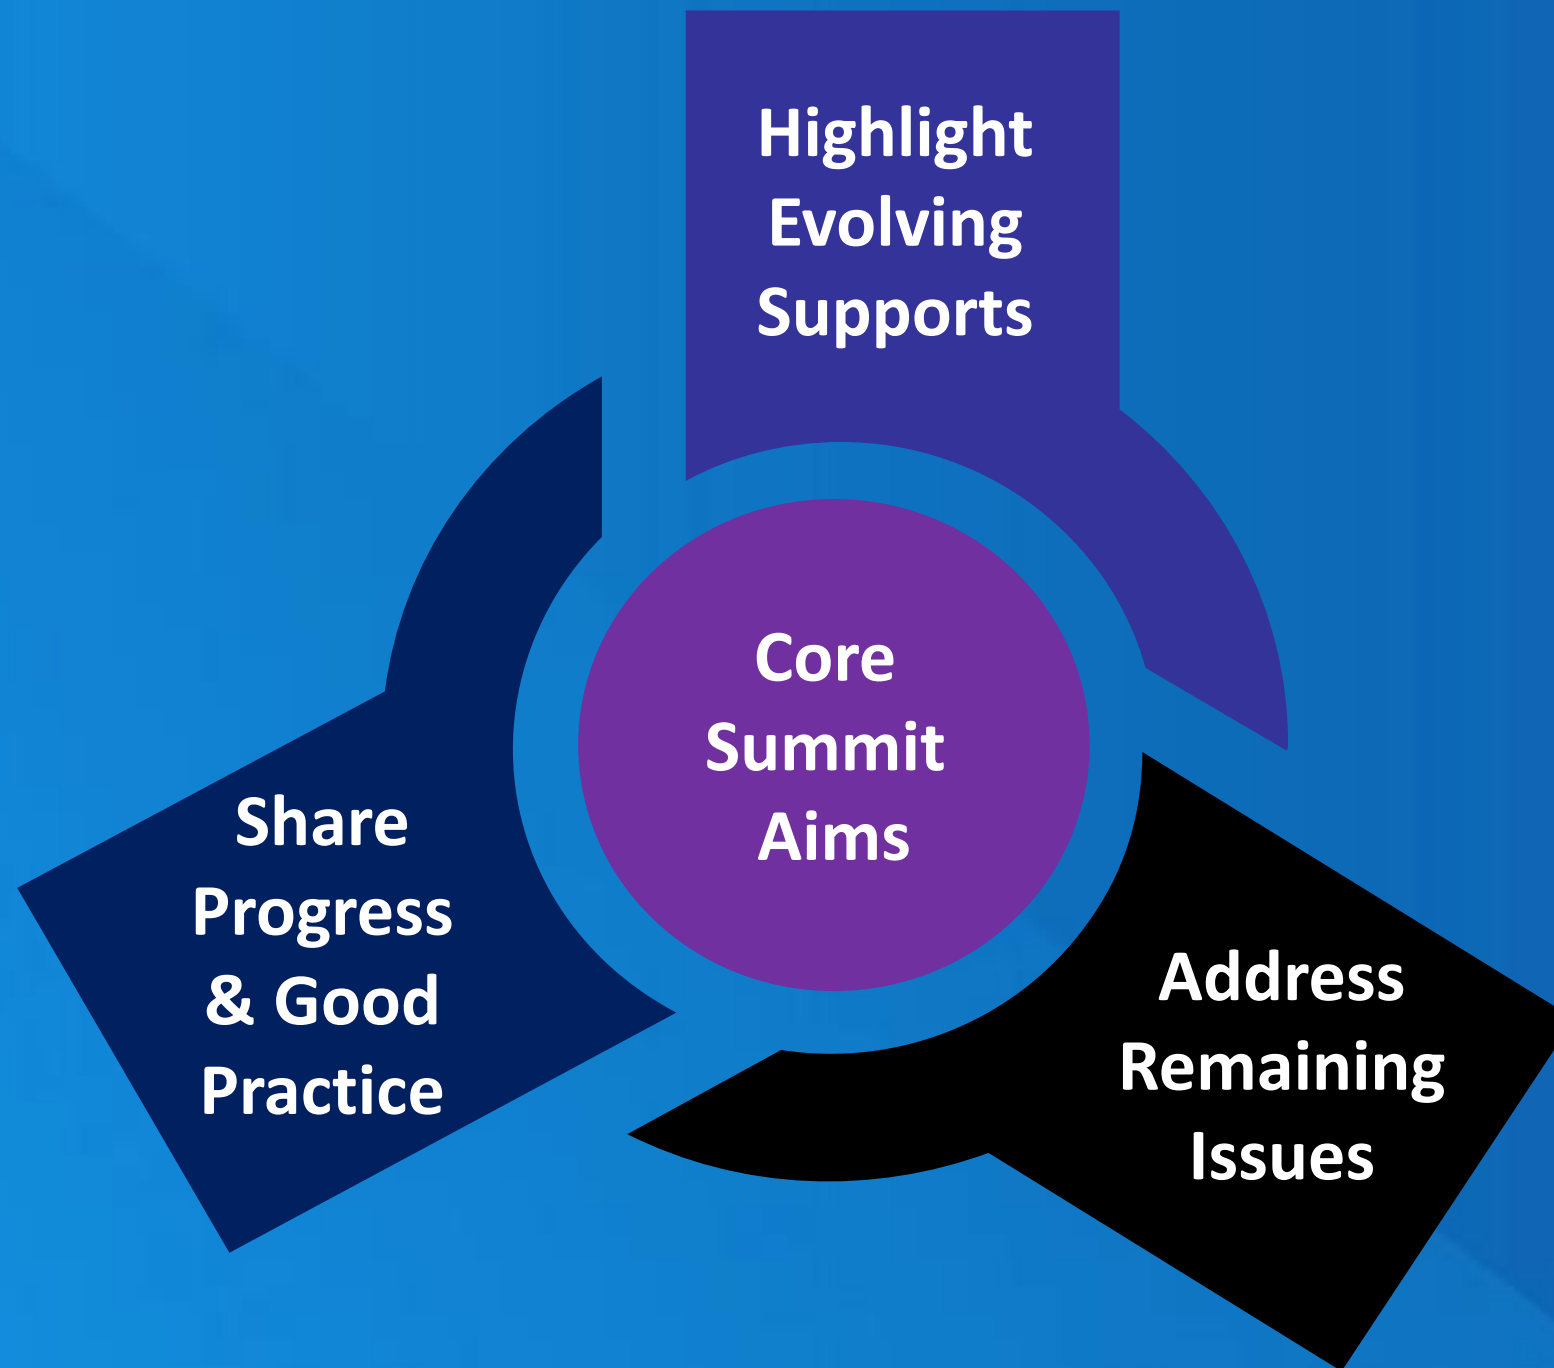 Highlight
Evolving
Supports
Core
Summit
Aims
Share
Progress
& Good
Practice
Address
Remaining
Issues